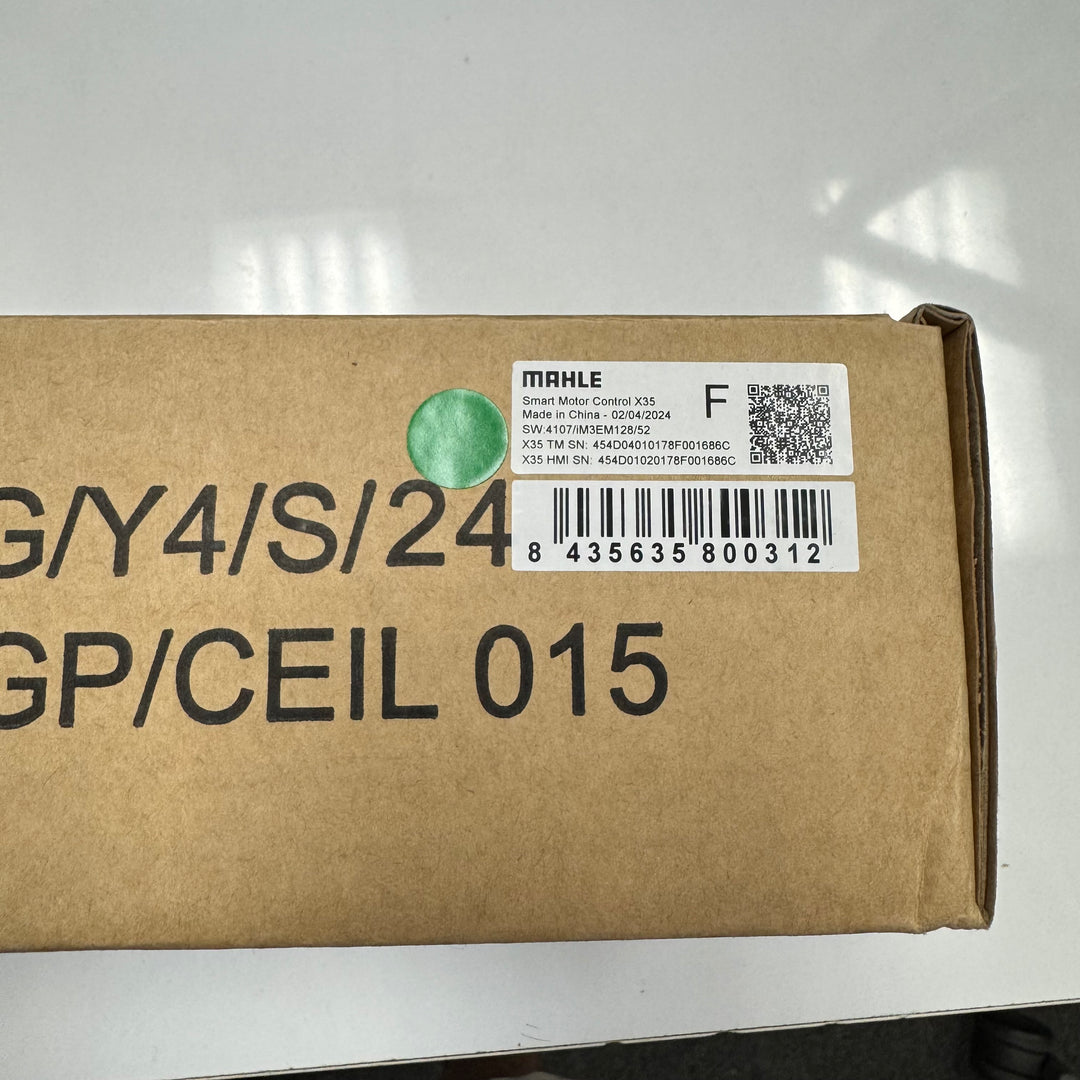 MAHLE
F
Smart Motor Control X35
Made in China - 02/04/2024
SW:4107/iM3EM128/52
X35 TM SN: 454D04010178F001686C
X35 HMI SN: 454D01020178F001686C
G/Y4/S/24
8 435635 800312
GP/CEIL 015